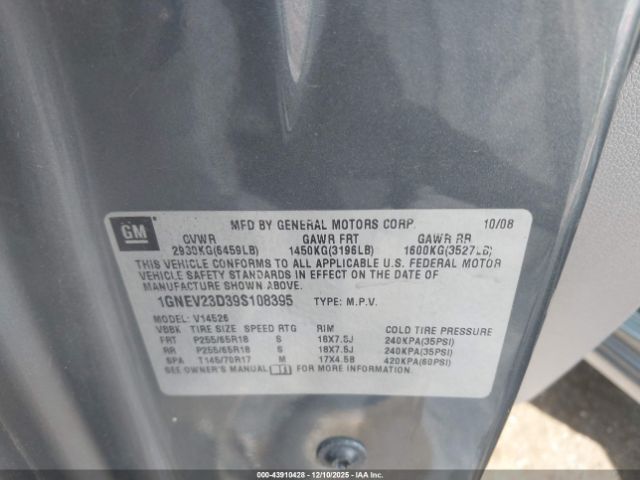 GM
MFD BY GENERAL MOTORS CORP 10/08
GVWR GAWR FRT GAWR RR
2930KG(6459LB) 1450KG(3196LB) 1600KG(3527LB)
THIS VEHICLE CONFORMS TO ALL APPLICABLE U.S. FEDERAL MOTOR
VEHICLE SAFETY STANDARDS IN EFFECT ON THE DATE OF
MANUFACTURE SHOWN ABOVE.
1GNEV23D39S108395 TYPE: M.P.V.
MODEL: V14526
VBBK TIRE SIZE SPEED RTG RIM COLD TIRE PRESSURE
FRT P255/65R18 S 18X7.5J 240KPA(35PSI)
RR P255/65R18 S 18X7.5J 240KPA(35PSI)
SPA T145/70R17 M 17X4.5B 420KPA(60PSI)
SEE OWNER'S MANUAL FOR MORE INFORMATION.
000-43910428 - 12/10/2025 - © COPYRIGHT IAA, LLC